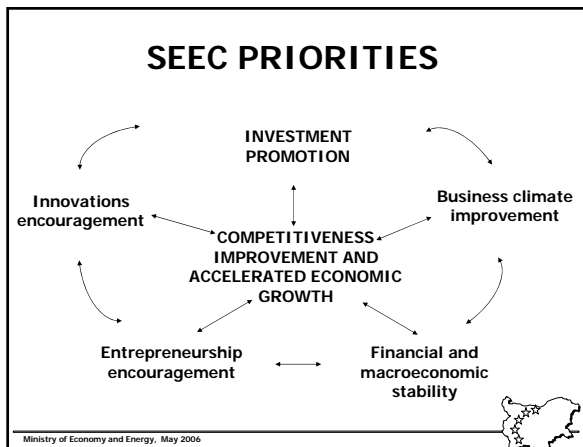 SEEC PRIORITIES
INVESTMENT
PROMOTION
Innovations
encouragement
Business climate
improvement
COMPETITIVENESS
IMPROVEMENT AND
ACCELERATED ECONOMIC
GROWTH
Entrepreneurship
encouragement
Financial and
macroeconomic
stability
Ministry of Economy and Energy, May 2006